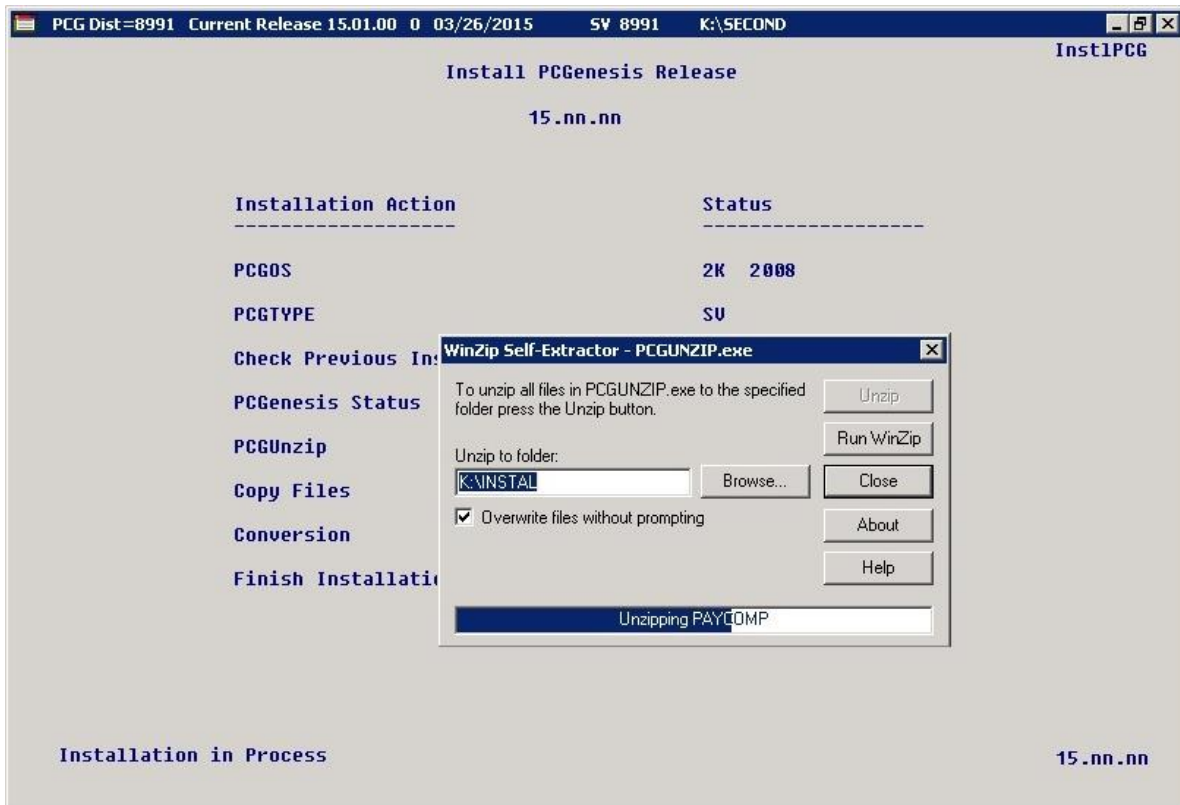 PCG Dist=8991 Current Release 15.01.00 0 03/26/2015 SV 8991 K:\SECOND
InstlPCG
Install PCGenesis Release
15.nn.nn
Installation Action Status
------------------- -------------------
PCGOS 2K 2008
PCGTYPE SV
Check Previous Ins
PCGenesis Status
PCGUnzip
Copy Files
Conversion
Finish Installatio
WinZip Self-Extractor - PCGUNZIP.exe
To unzip all files in PCGUNZIP.exe to the specified
folder press the Unzip button.
Unzip
Run WinZip
Unzip to folder:
K:\INSTAL
Browse...
Close
Overwrite files without prompting
About
Help
Unzipping PAYCOMP
Installation in Process 15.nn.nn